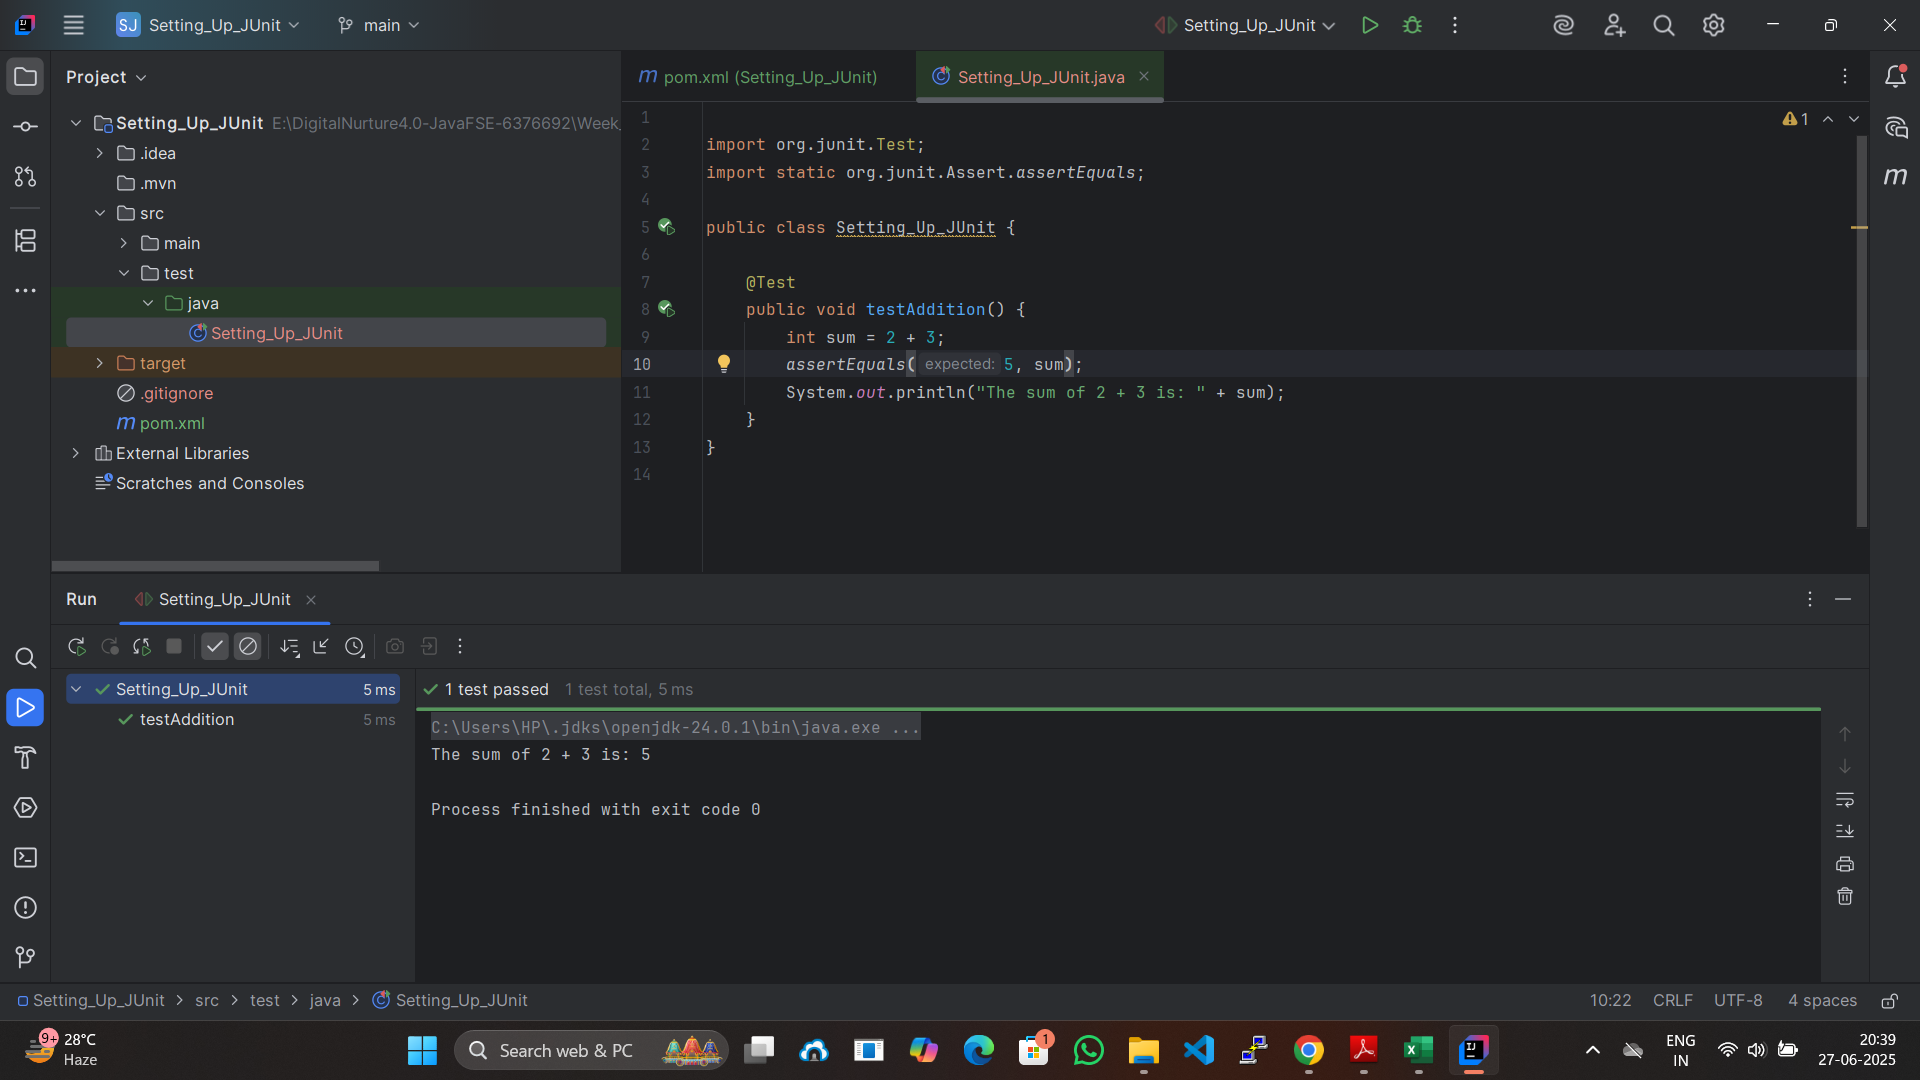 SJ Setting_Up_JUnit main Setting_Up_JUnit
Project
Setting_Up_JUnit E:\DigitalNurture4.0-JavaFSE-6376692\Week_
.idea
.mvn
src
main
test
java
Setting_Up_JUnit
target
.gitignore
m pom.xml
External Libraries
Scratches and Consoles
m pom.xml (Setting_Up_JUnit) Setting_Up_JUnit.java
1
2 import org.junit.Test;
3 import static org.junit.Assert.assertEquals;
4
5 public class Setting_Up_JUnit {
6
7 @Test
8 public void testAddition() {
9 int sum = 2 + 3;
10 assertEquals( expected: 5, sum);
11 System.out.println("The sum of 2 + 3 is: " + sum);
12 }
13 }
14
1
m
Run Setting_Up_JUnit
Setting_Up_JUnit 5 ms
testAddition 5 ms
1 test passed 1 test total, 5 ms
C:\Users\HP\.jdks\openjdk-24.0.1\bin\java.exe ...
The sum of 2 + 3 is: 5
Process finished with exit code 0
Setting_Up_JUnit > src > test > java > Setting_Up_JUnit 10:22 CRLF UTF-8 4 spaces
9+ 28°C
Haze
Search web & PC
1
ENG
IN
20:39
27-06-2025